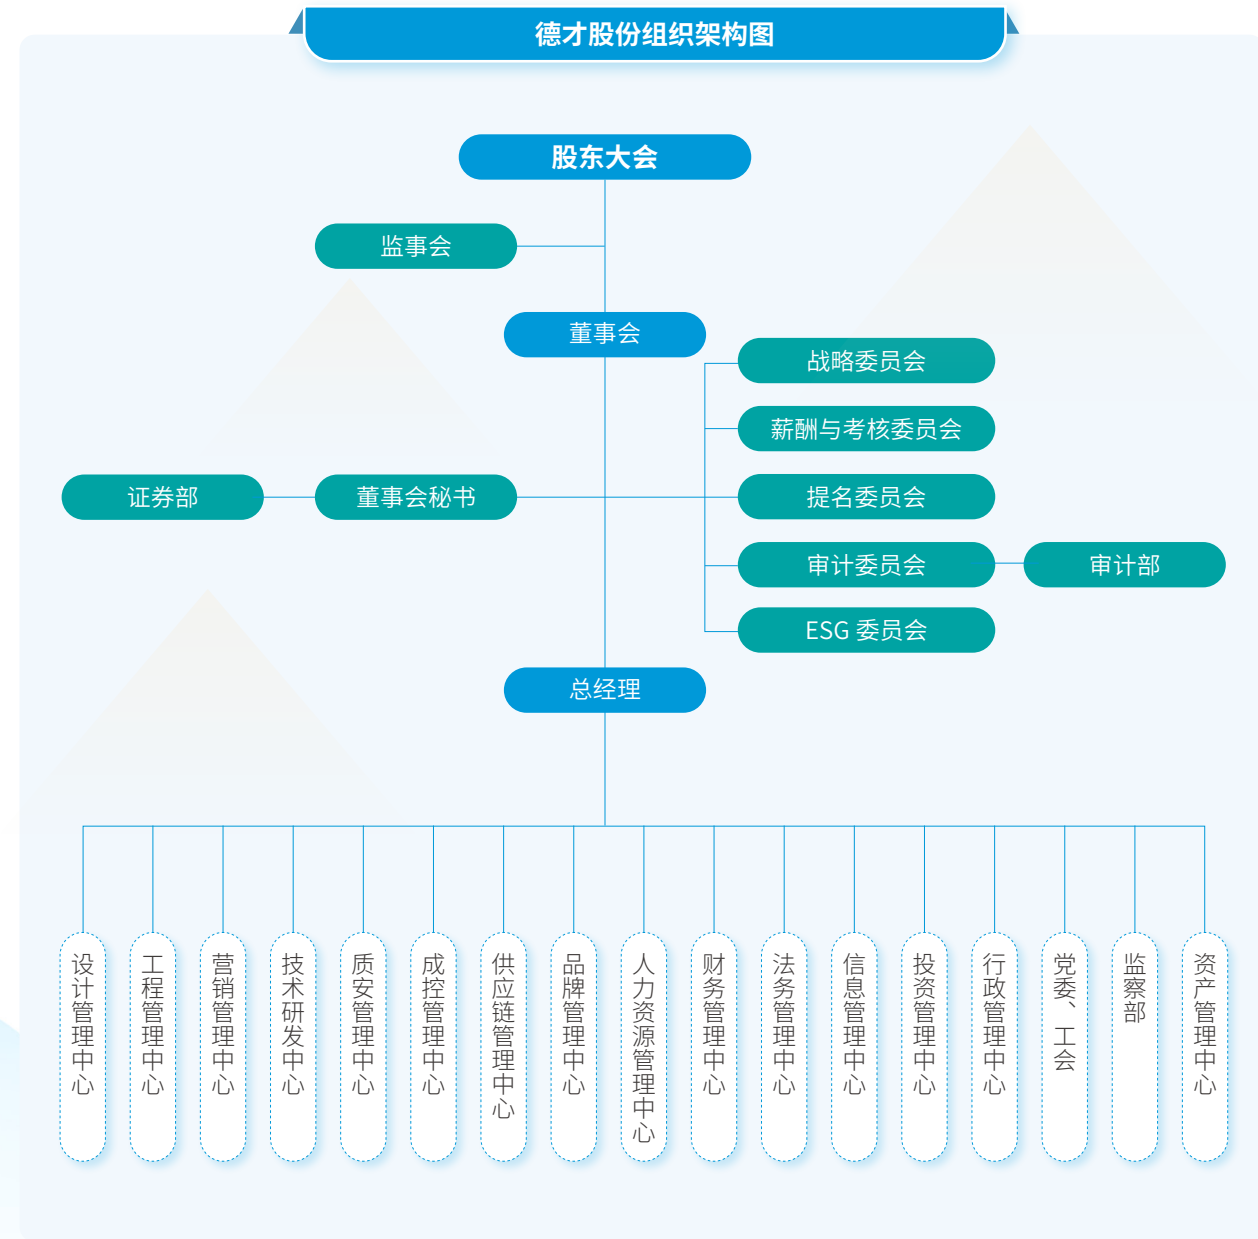 德才股份组织架构图
股东大会
监事会
董事会
战略委员会
薪酬与考核委员会
证券部
董事会秘书
提名委员会
审计委员会
审计部
ESG 委员会
总经理
设计管理中心
工程管理中心
营销管理中心
技术研发中心
质安管理中心
成控管理中心
供应链管理中心
品牌管理中心
人力资源管理中心
财务管理中心
法务管理中心
信息管理中心
投资管理中心
行政管理中心
党委、工会
监察部
资产管理中心